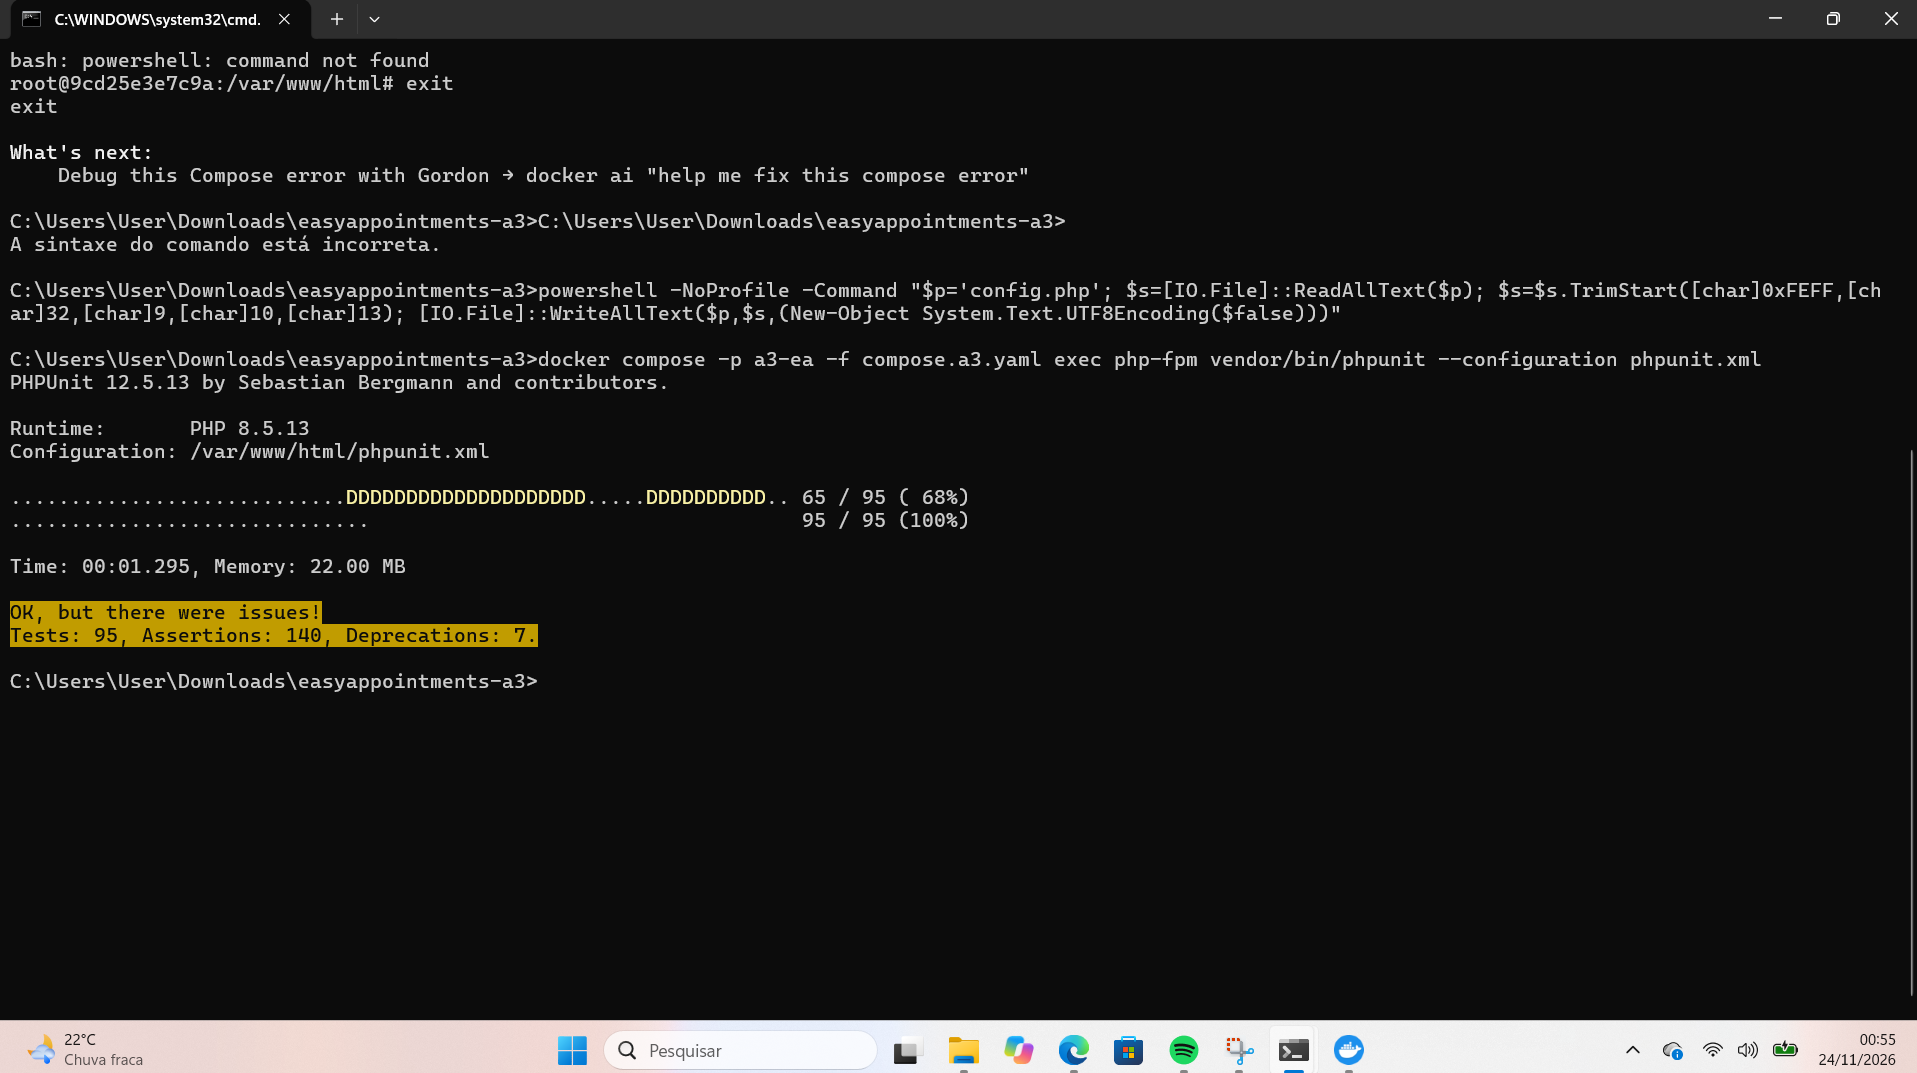 C:\WINDOWS\system32\cmd.
bash: powershell: command not found
root@9cd25e3e7c9a:/var/www/html# exit
exit
What's next:
    Debug this Compose error with Gordon → docker ai "help me fix this compose error"
C:\Users\User\Downloads\easyappointments-a3>C:\Users\User\Downloads\easyappointments-a3>
A sintaxe do comando está incorreta.
C:\Users\User\Downloads\easyappointments-a3>powershell -NoProfile -Command "$p='config.php'; $s=[IO.File]::ReadAllText($p); $s=$s.TrimStart([char]0xFEFF,[ch
ar]32,[char]9,[char]10,[char]13); [IO.File]::WriteAllText($p,$s,(New-Object System.Text.UTF8Encoding($false)))"
C:\Users\User\Downloads\easyappointments-a3>docker compose -p a3-ea -f compose.a3.yaml exec php-fpm vendor/bin/phpunit --configuration phpunit.xml
PHPUnit 12.5.13 by Sebastian Bergmann and contributors.
Runtime:       PHP 8.5.13
Configuration: /var/www/html/phpunit.xml
............................DDDDDDDDDDDDDDDDDDDD.....DDDDDDDDDD.. 65 / 95 ( 68%)
..............................                                    95 / 95 (100%)
Time: 00:01.295, Memory: 22.00 MB
OK, but there were issues!
Tests: 95, Assertions: 140, Deprecations: 7.
C:\Users\User\Downloads\easyappointments-a3>
22°C
Chuva fraca
Pesquisar
00:55
24/11/2026